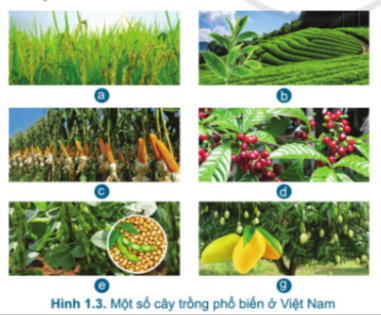 a
b
c
d
e
g
Hình 1.3. Một số cây trồng phổ biến ở Việt Nam